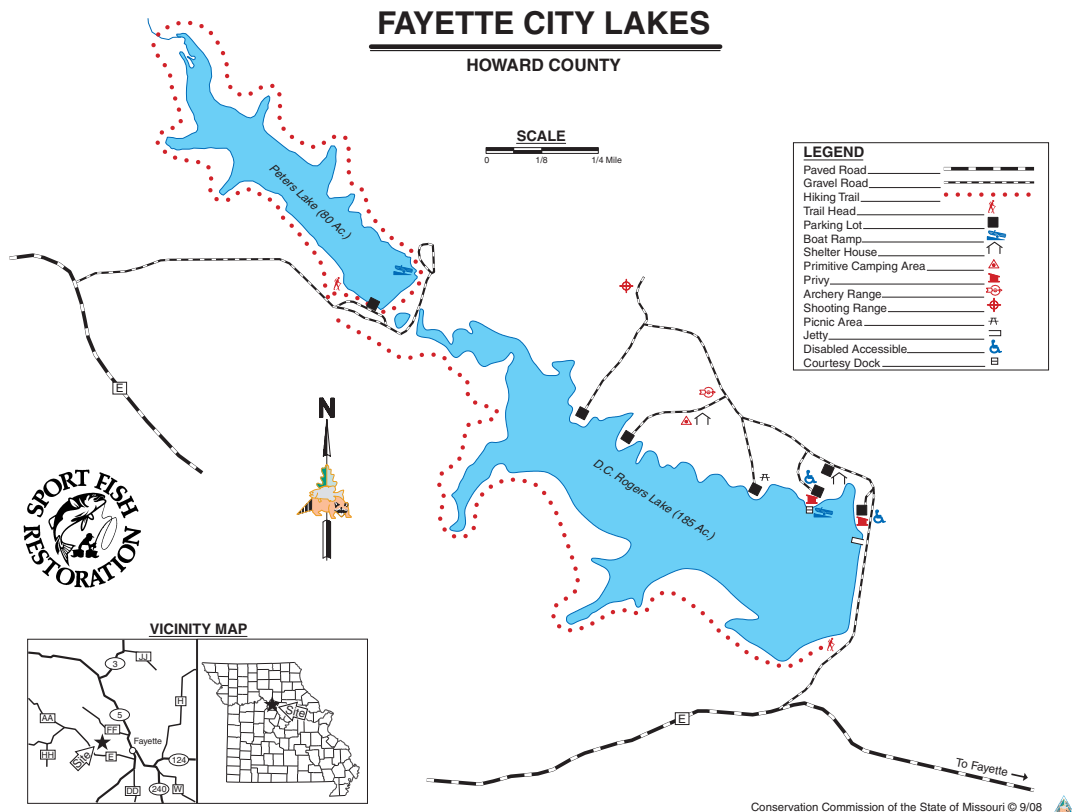 FAYETTE CITY LAKES
HOWARD COUNTY
SCALE
0 1/8 1/4 Mile
LEGEND
Paved Road
Gravel Road
Hiking Trail
Trail Head
Parking Lot
Boat Ramp
Shelter House
Primitive Camping Area
Privy
Archery Range
Shooting Range
Picnic Area
Jetty
Disabled Accessible
Courtesy Dock
Peters Lake (80 Ac.)
E
N
D.C. Rogers Lake (185 Ac.)
SPORT FISH
RESTORATION
VICINITY MAP
3
JJ
H
5
AA
FF
Fayette
HH
E
Site
124
DD
240
W
Site
E
To Fayette
Conservation Commission of the State of Missouri © 9/08